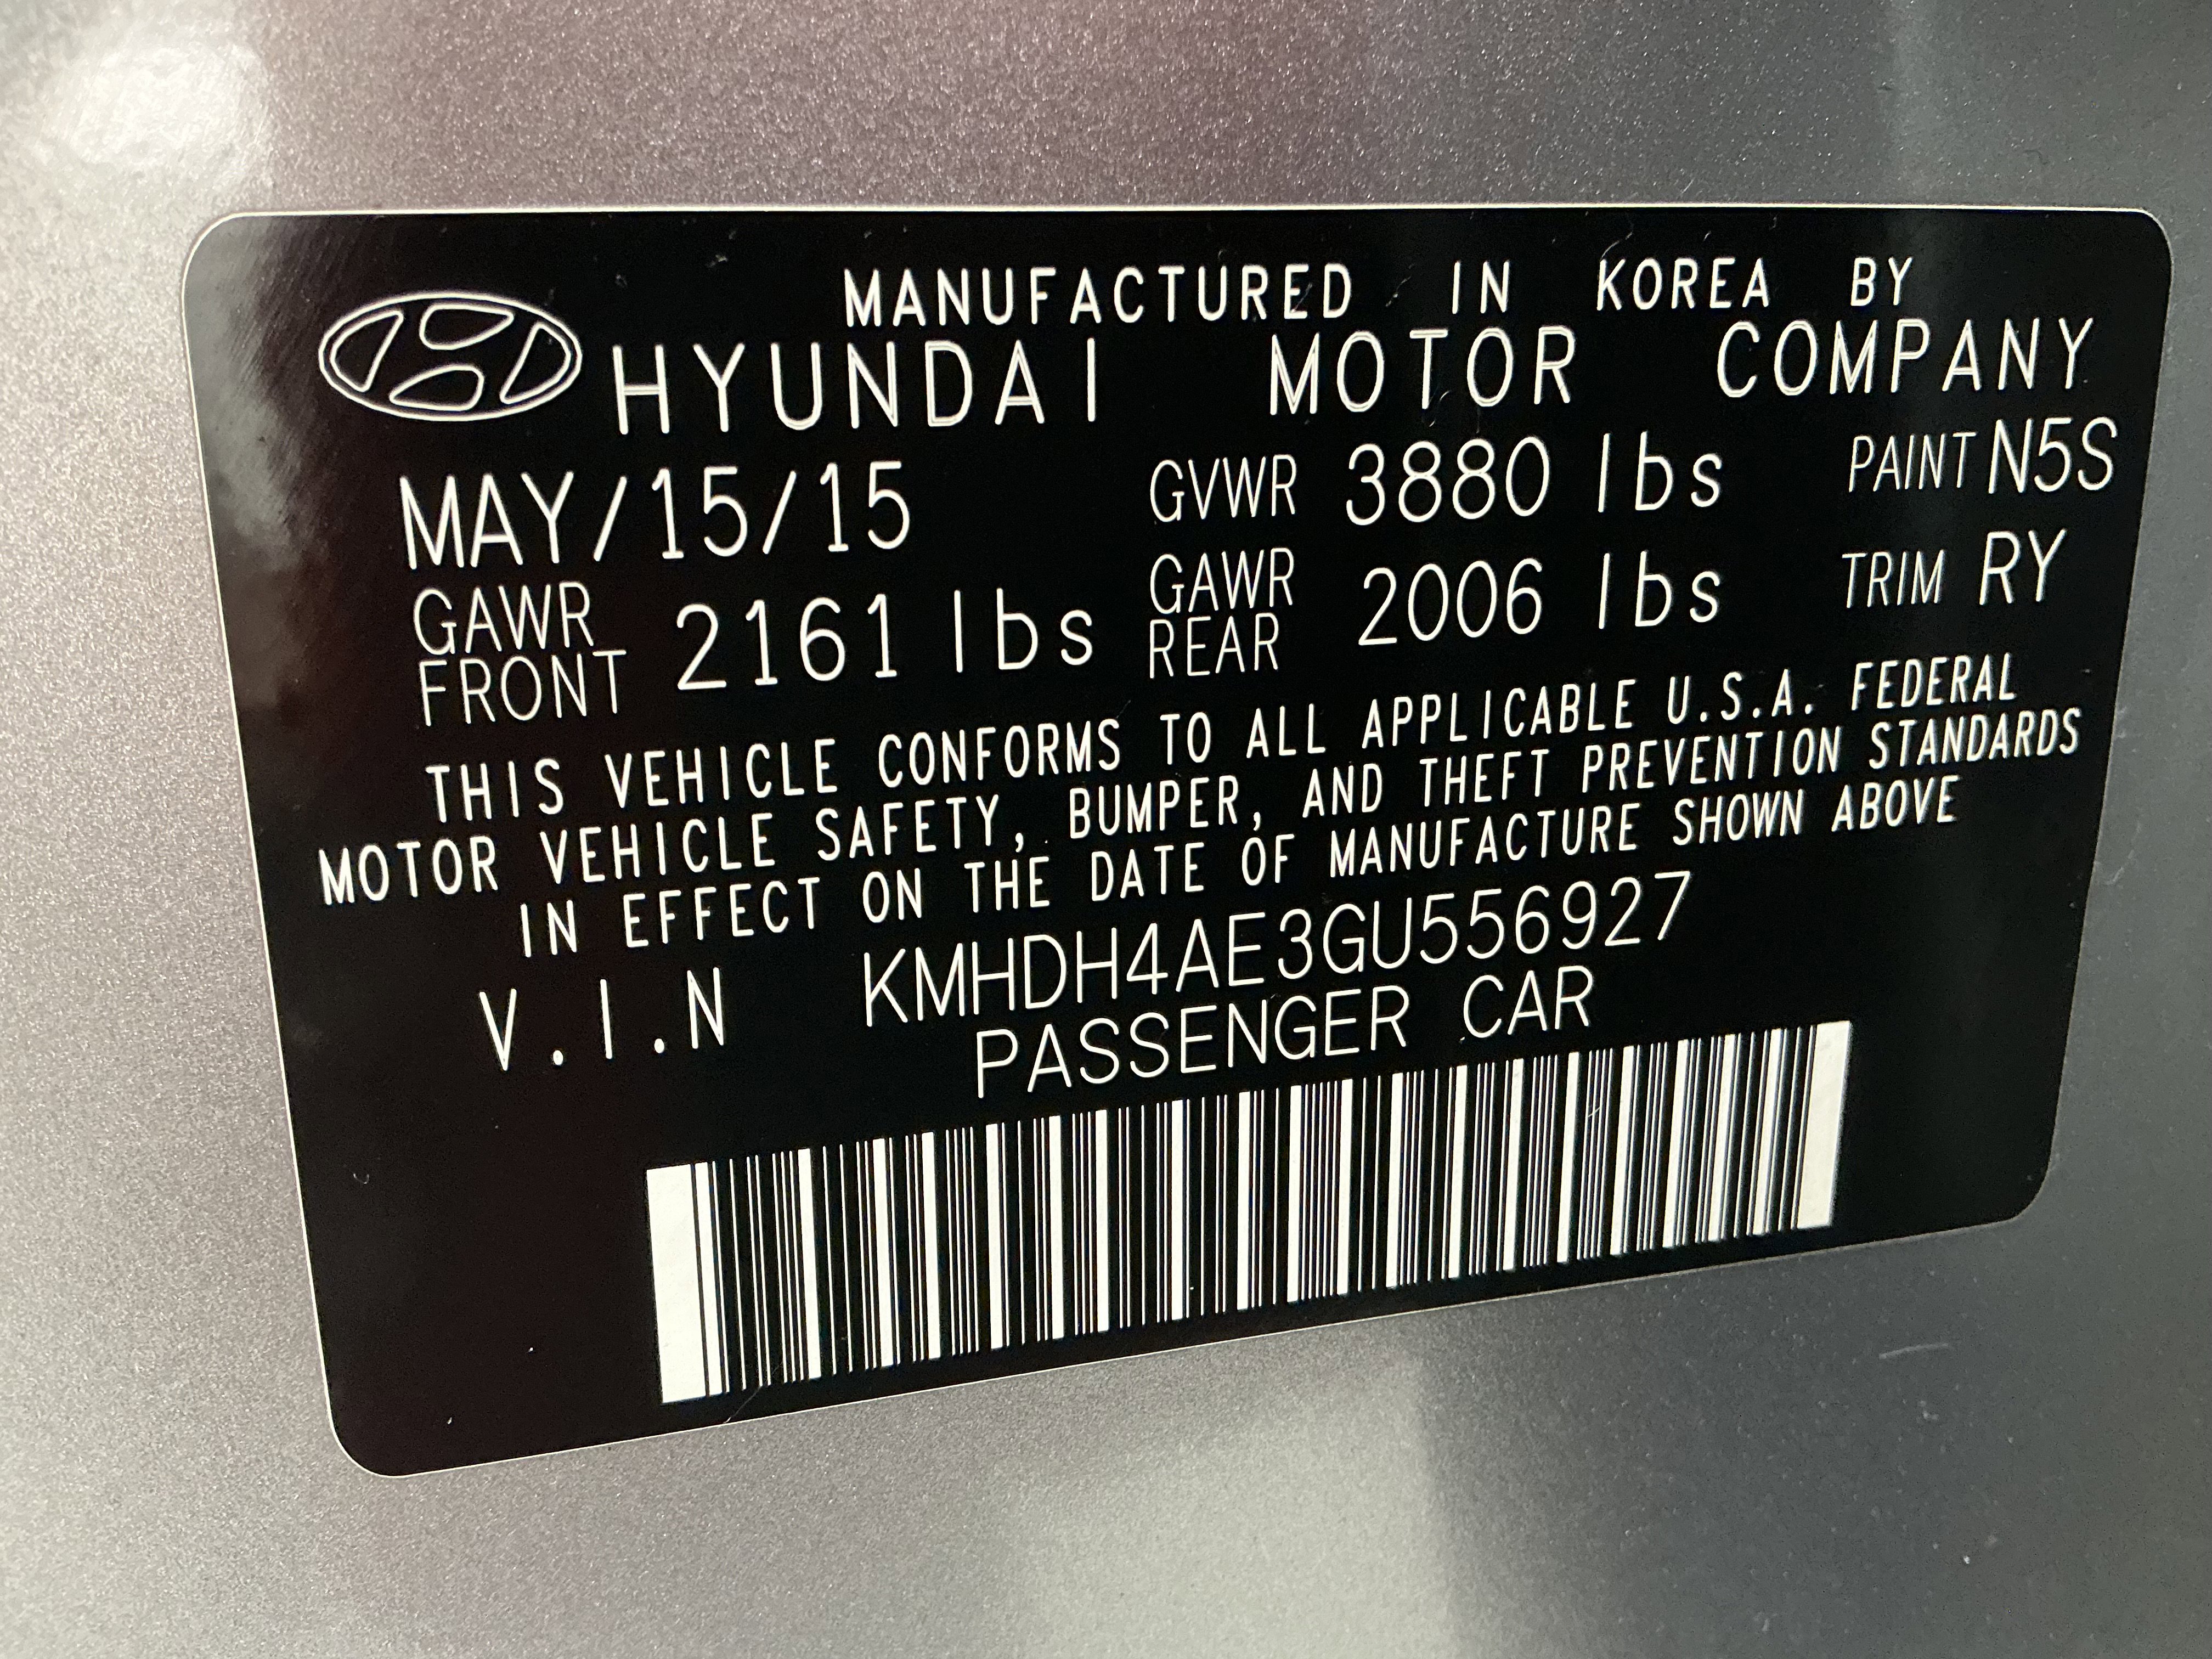 MANUFACTURED IN KOREA BY
HYUNDAI MOTOR COMPANY
MAY/15/15 GVWR 3880 lbs PAINT N5S
GAWR FRONT 2161 lbs GAWR REAR 2006 lbs TRIM RY
THIS VEHICLE CONFORMS TO ALL APPLICABLE U.S.A. FEDERAL
MOTOR VEHICLE SAFETY, BUMPER, AND THEFT PREVENTION STANDARDS
IN EFFECT ON THE DATE OF MANUFACTURE SHOWN ABOVE
V.I.N KMHDH4AE3GU556927
PASSENGER CAR